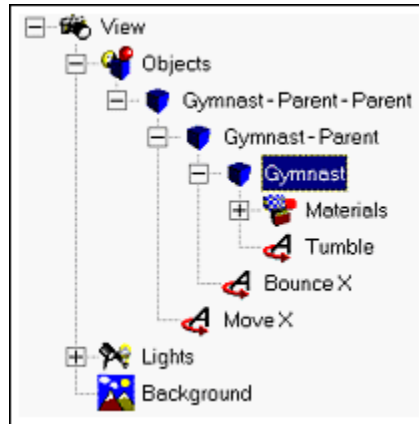 View
Objects
Gymnast-Parent-Parent
Gymnast-Parent
Gymnast
Materials
Tumble
Bounce X
Move X
Lights
Background